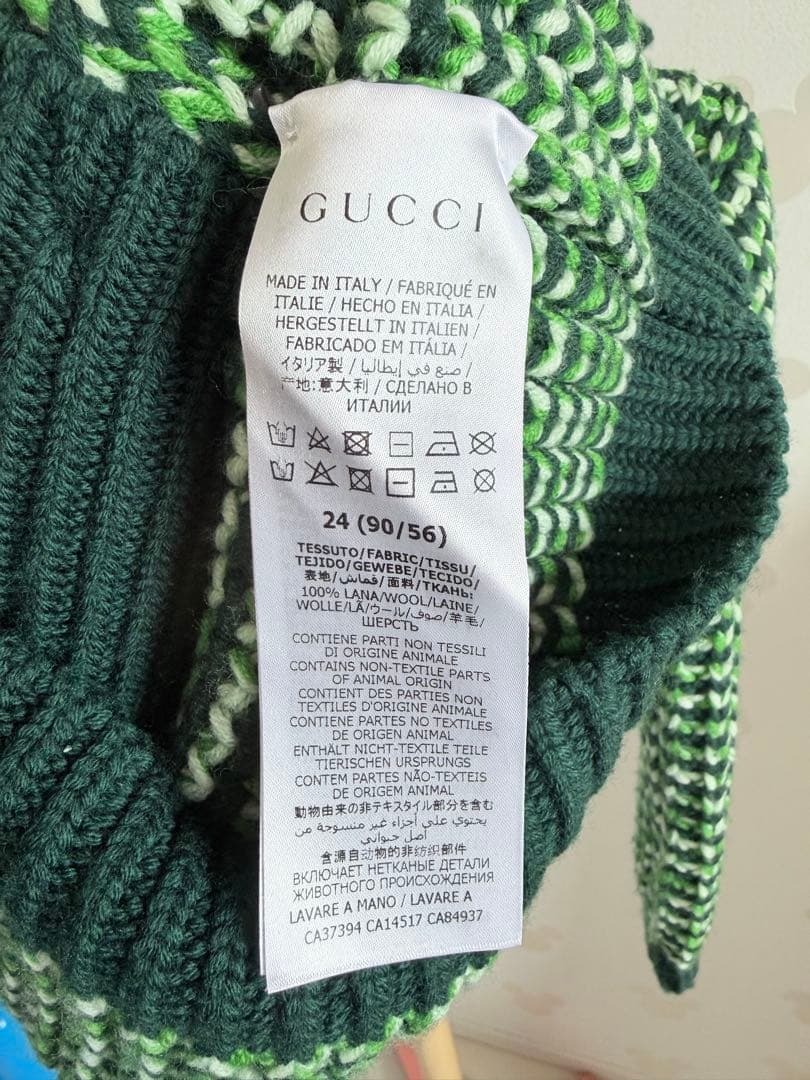 GUCCI
MADE IN ITALY / FABRIQUÉ EN
ITALIE / HECHO EN ITALIA /
HERGESTELLT IN ITALIEN /
FABRICADO EM ITÁLIA /
イタリア製 / صنع في إيطاليا /
产地:意大利 / СДЕЛАНО В
ИТАЛИИ
24 (90/56)
TESSUTO/FABRIC/TISSU/
TEJIDO/GEWEBE/TECIDO/
表地/قماش/面料/ТКАНЬ:
100% LANA/WOOL/LAINE/
WOLLE/LÃ/ウール/صوف/羊毛/
ШЕРСТЬ
CONTIENE PARTI NON TESSILI
DI ORIGINE ANIMALE
CONTAINS NON-TEXTILE PARTS
OF ANIMAL ORIGIN
CONTIENT DES PARTIES NON
TEXTILES D'ORIGINE ANIMALE
CONTIENE PARTES NO TEXTILES
DE ORIGEN ANIMAL
ENTHÄLT NICHT-TEXTILE TEILE
TIERISCHEN URSPRUNGS
CONTEM PARTES NÃO-TEXTEIS
DE ORIGEM ANIMAL
動物由来の非テキスタイル部分を含む
يحتوي على أجزاء غير منسوجة من
أصل حيواني
含源自动物的非纺织部件
ВКЛЮЧАЕТ НЕТКАНЫЕ ДЕТАЛИ
ЖИВОТНОГО ПРОИСХОЖДЕНИЯ
LAVARE A MANO / LAVARE A
CA37394 CA14517 CA84937